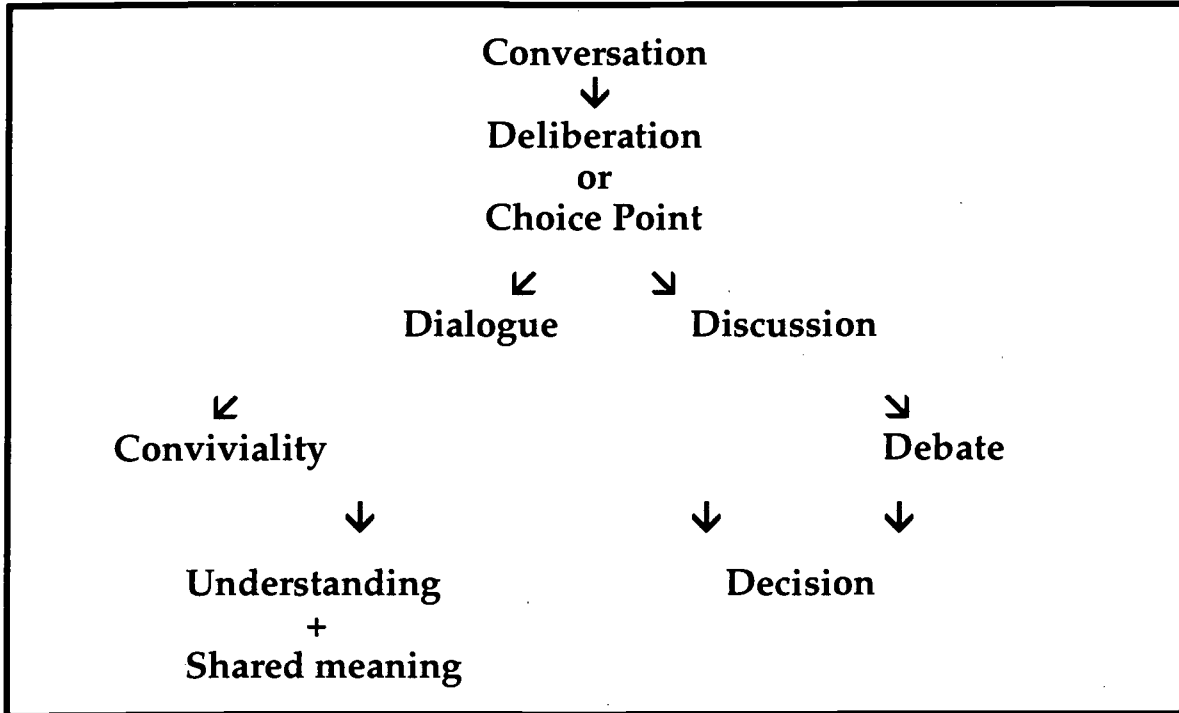 Conversation
↓
Deliberation
or
Choice Point
↙ ↘
Dialogue Discussion
↙ ↘
Conviviality Debate
↓ ↓ ↓
Understanding Decision
+
Shared meaning